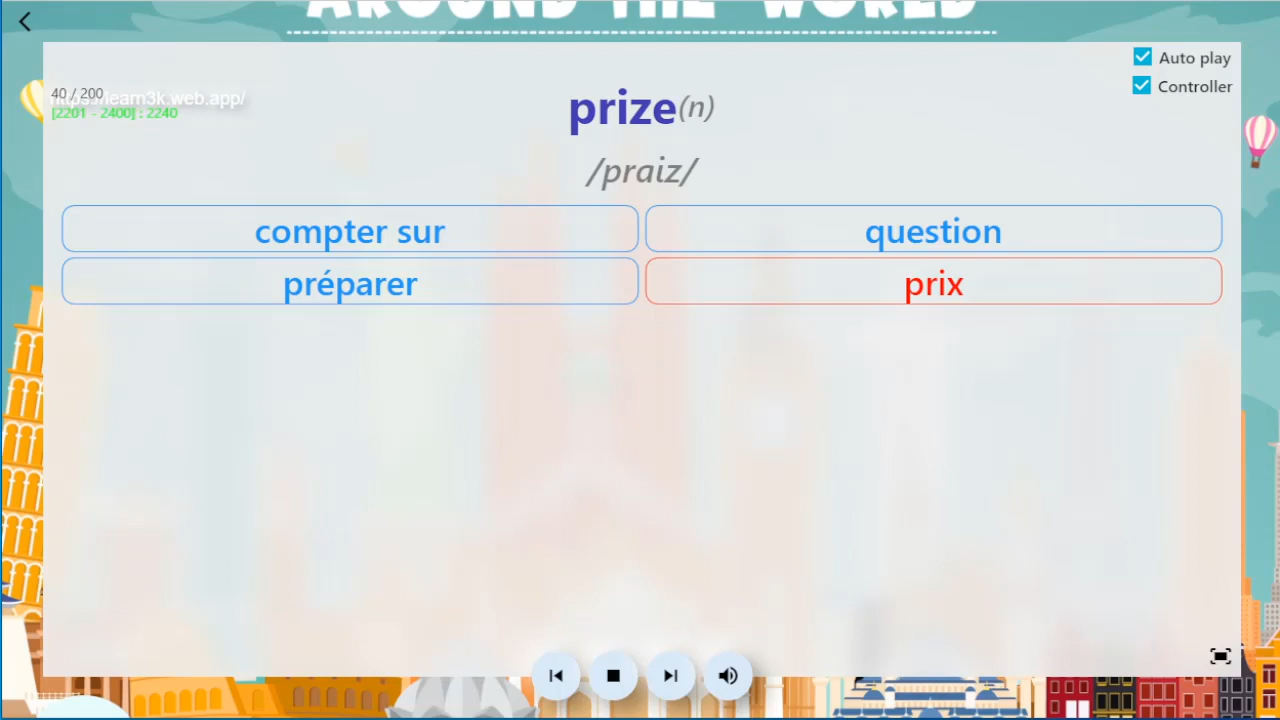 AROUND THE WORLD
Auto play
Controller
40 / 200
https://learn3k.web.app/
[2201 - 2400] : 2240
prize(n)
/praiz/
compter sur
question
préparer
prix